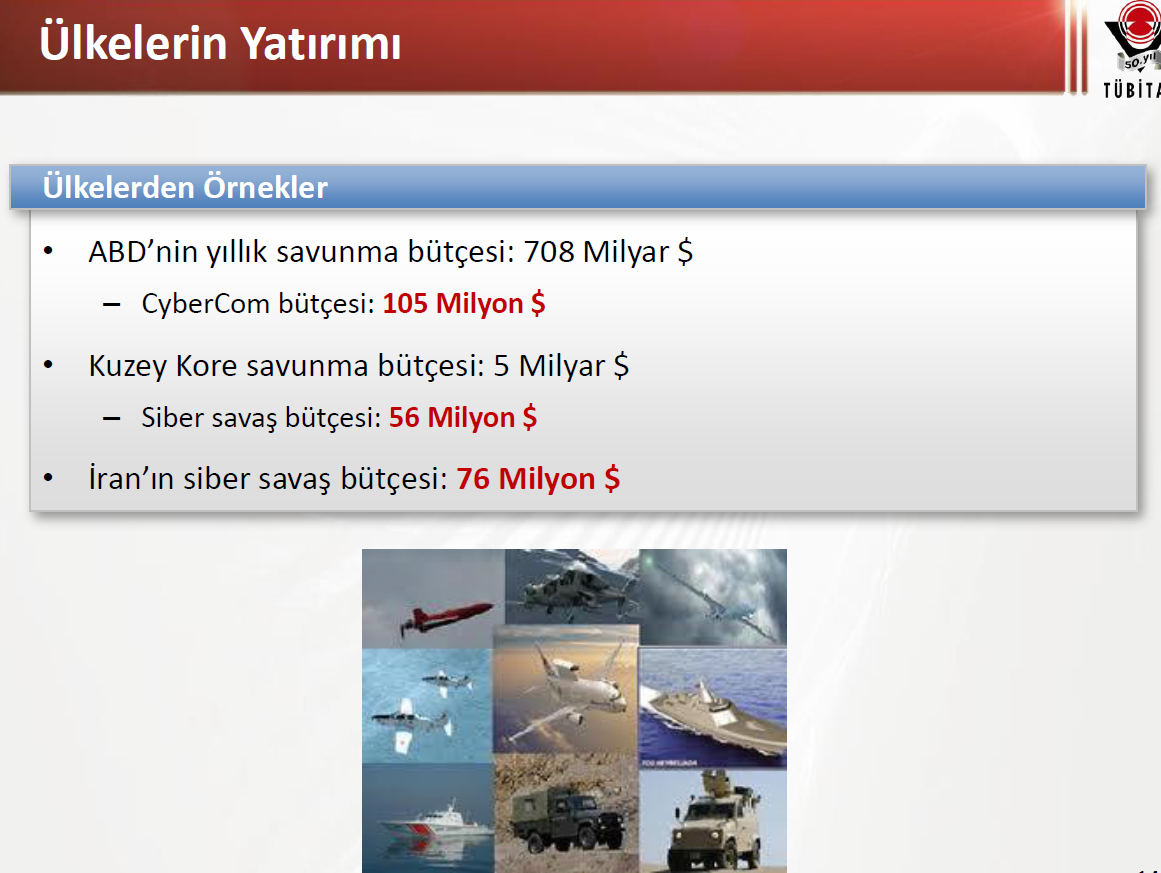 Ülkelerin Yatırımı
50.yıl
TÜBİTA
Ülkelerden Örnekler
• ABD’nin yıllık savunma bütçesi: 708 Milyar $
– CyberCom bütçesi: 105 Milyon $
• Kuzey Kore savunma bütçesi: 5 Milyar $
– Siber savaş bütçesi: 56 Milyon $
• İran’ın siber savaş bütçesi: 76 Milyon $